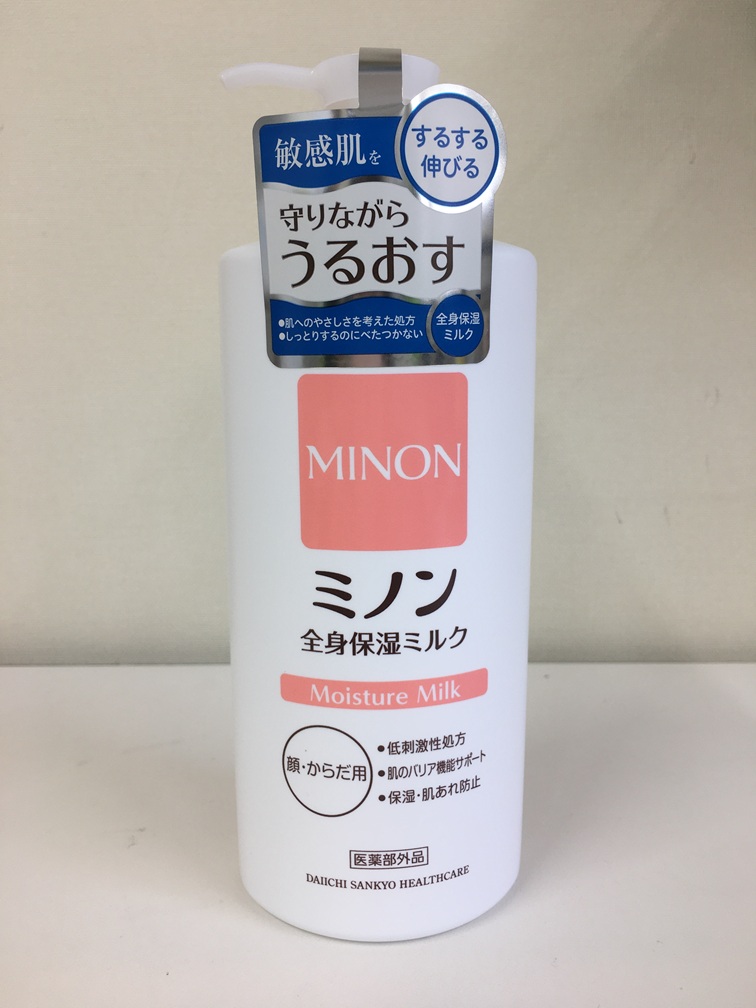 敏感肌を
するする
伸びる
守りながら
うるおす
●肌へのやさしさを考えた処方
●しっとりするのにべたつかない
全身保湿
ミルク
MINON
ミノン
全身保湿ミルク
Moisture Milk
顔・からだ用
●低刺激性処方
●肌のバリア機能サポート
●保湿・肌あれ防止
医薬部外品
DAIICHI SANKYO HEALTHCARE